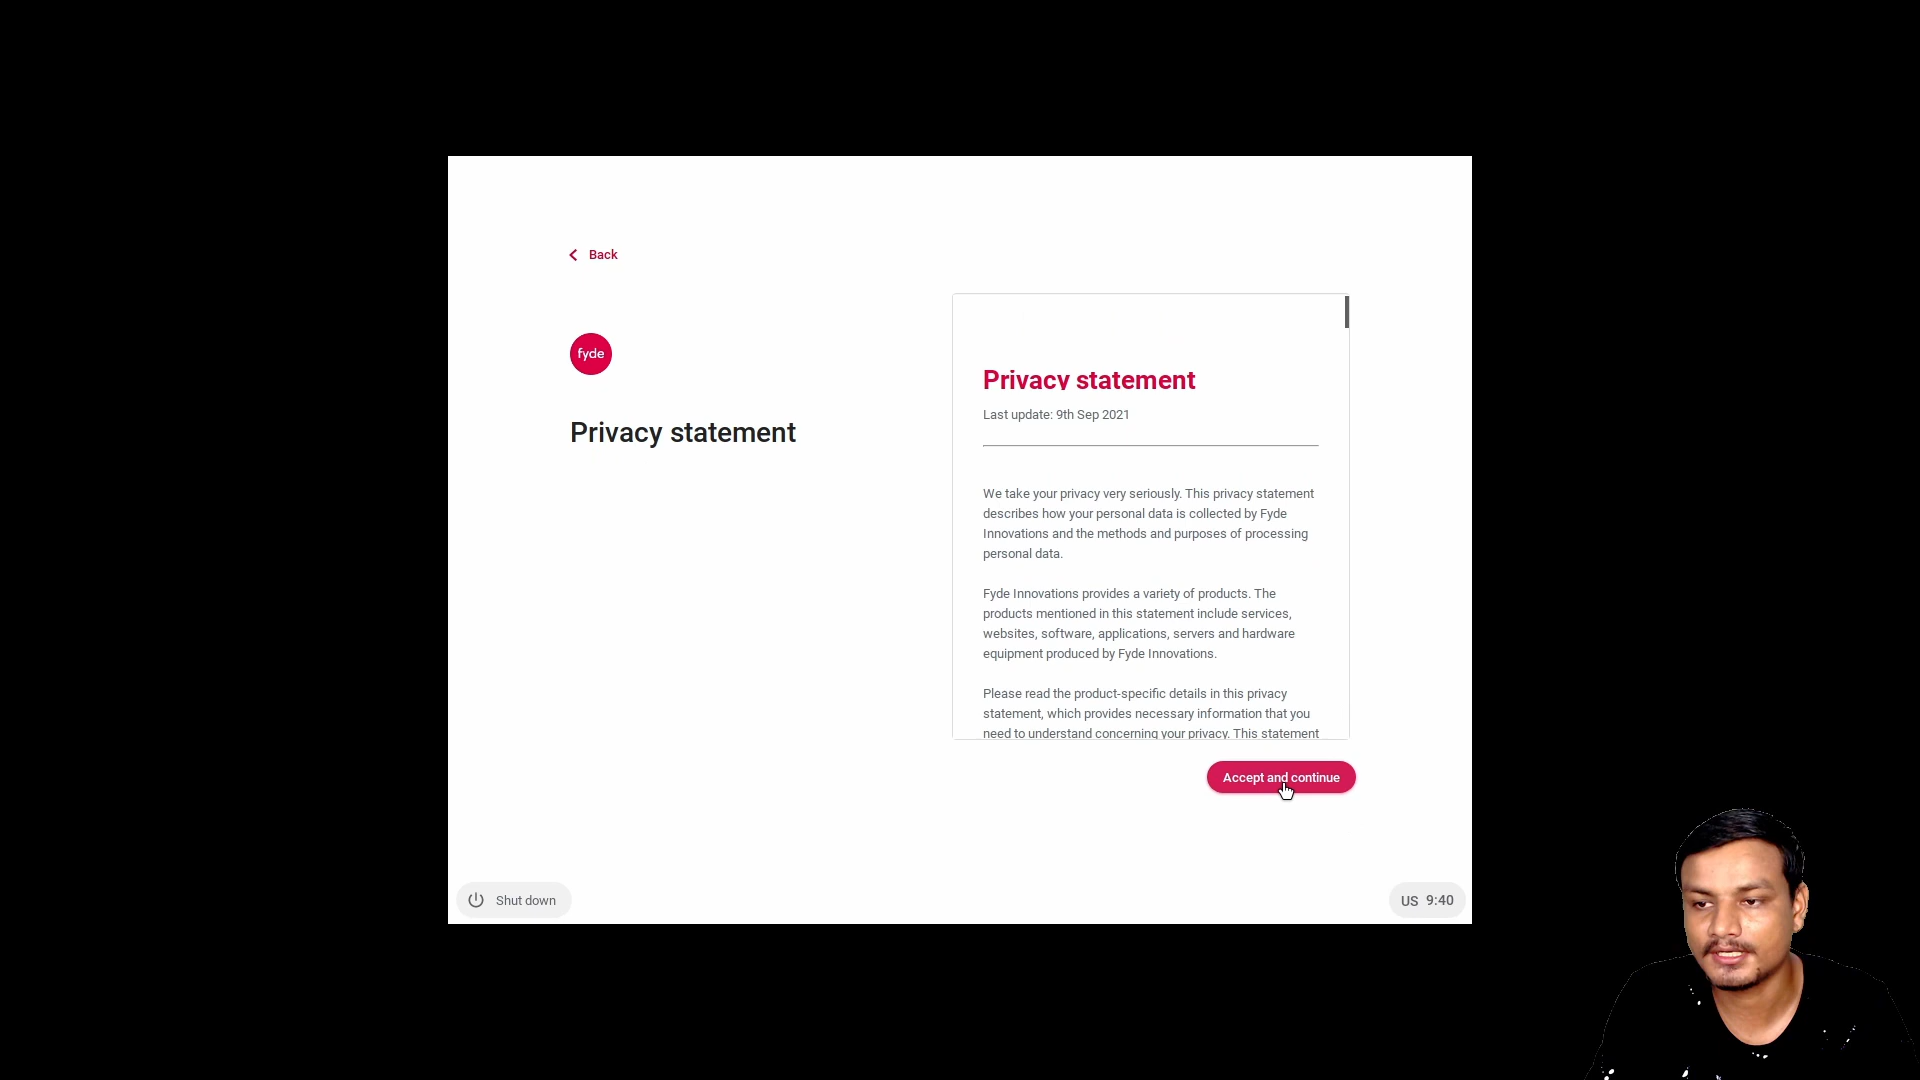 Back
fyde
Privacy statement
Privacy statement
Last update: 9th Sep 2021
We take your privacy very seriously. This privacy statement
describes how your personal data is collected by Fyde
Innovations and the methods and purposes of processing
personal data.
Fyde Innovations provides a variety of products. The
products mentioned in this statement include services,
websites, software, applications, servers and hardware
equipment produced by Fyde Innovations.
Please read the product-specific details in this privacy
statement, which provides necessary information that you
need to understand concerning your privacy. This statement
Accept and continue
Shut down
US 9:40